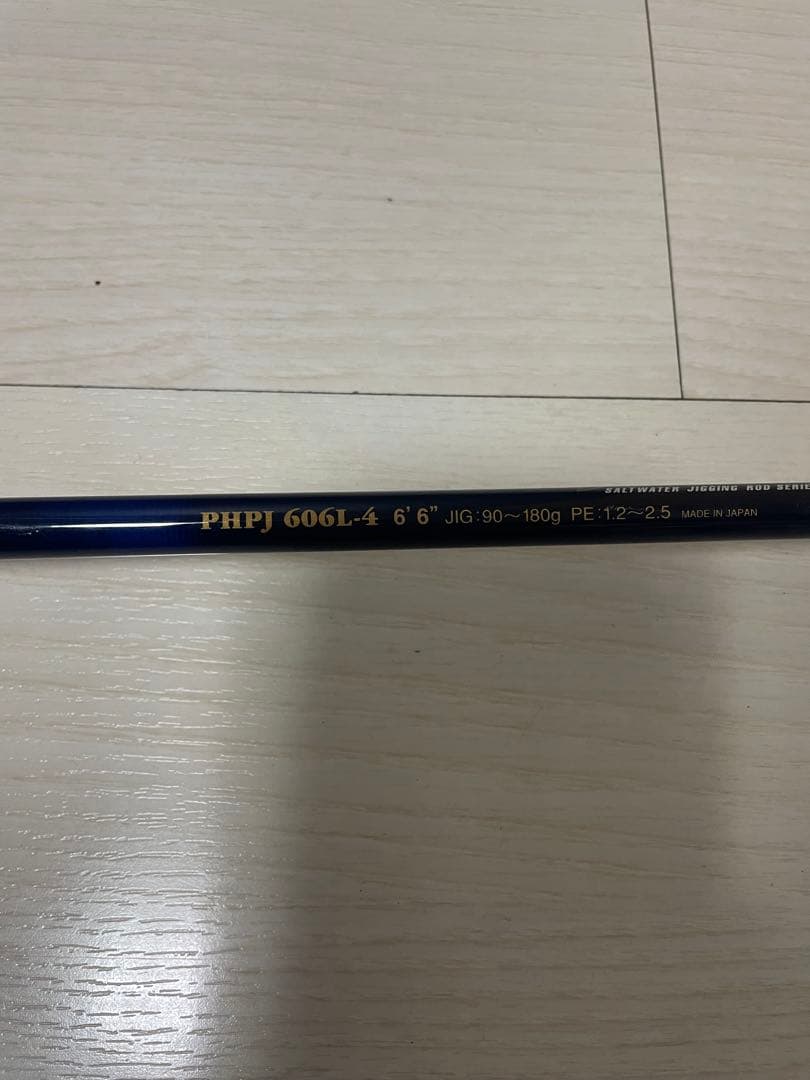 SALTWATER JIGGING ROD SERIE
PHPJ 606L-4 6'6" JIG:90〜180g PE:1.2〜2.5 MADE IN JAPAN